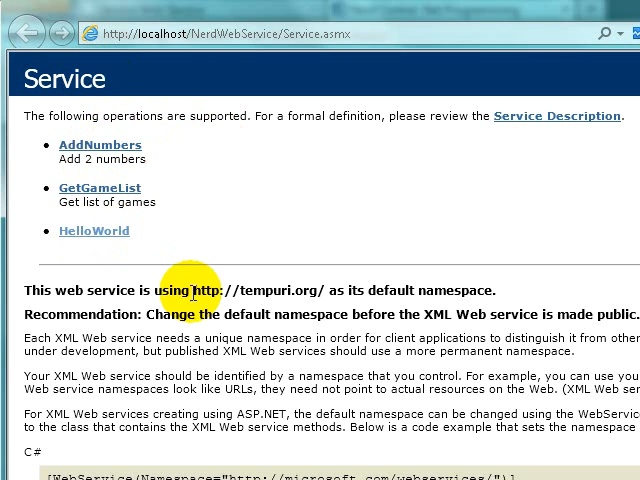 http://localhost/NerdWebService/Service.asmx
Service
The following operations are supported. For a formal definition, please review the Service Description.
AddNumbers
Add 2 numbers
GetGameList
Get list of games
HelloWorld
This web service is using http://tempuri.org/ as its default namespace.
Recommendation: Change the default namespace before the XML Web service is made public.
Each XML Web service needs a unique namespace in order for client applications to distinguish it from other
under development, but published XML Web services should use a more permanent namespace.
Your XML Web service should be identified by a namespace that you control. For example, you can use you
Web service namespaces look like URLs, they need not point to actual resources on the Web. (XML Web ser
For XML Web services creating using ASP.NET, the default namespace can be changed using the WebService
to the class that contains the XML Web service methods. Below is a code example that sets the namespace
C#
[WebService(Namespace="http://microsoft.com/webservices/")]